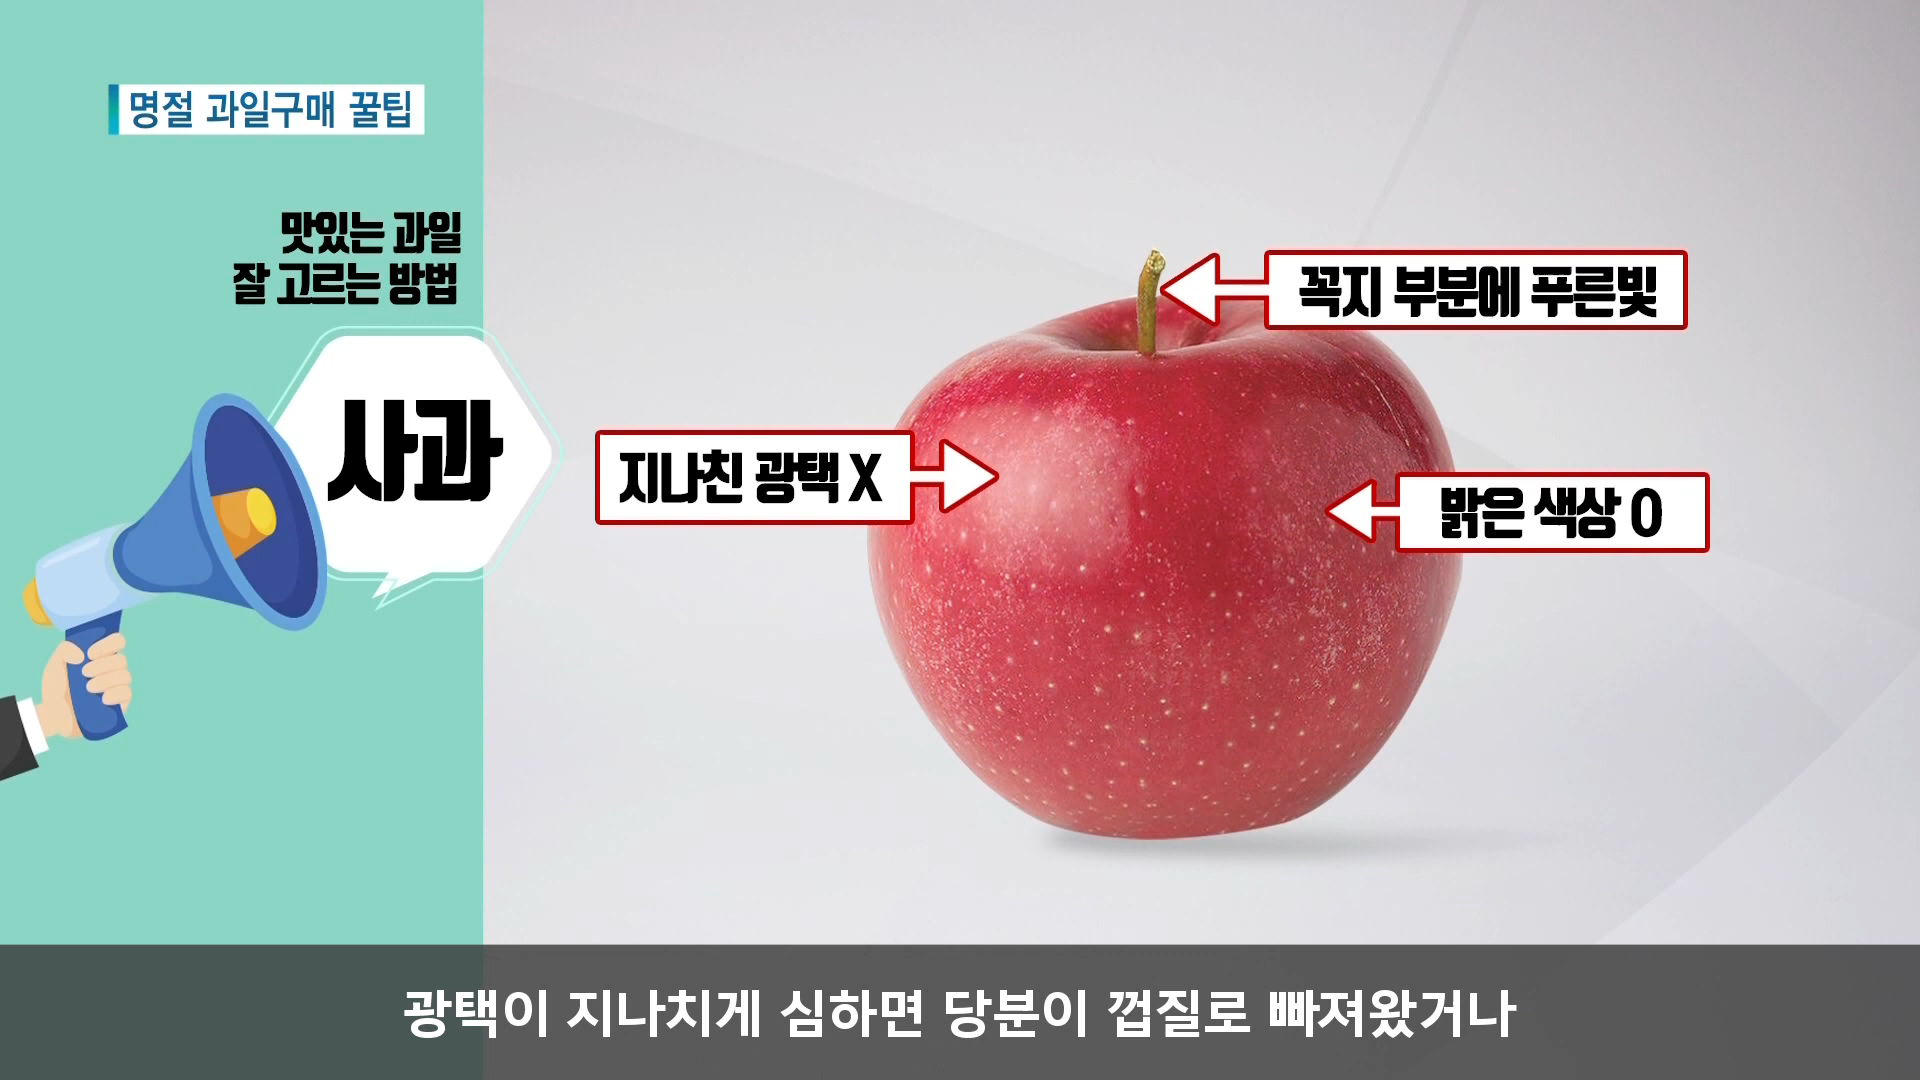 명절 과일구매 꿀팁
맛있는 과일
잘 고르는 방법
사과
꼭지 부분에 푸른빛
지나친 광택 X
밝은 색상 O
광택이 지나치게 심하면 당분이 껍질로 빠져왔거나